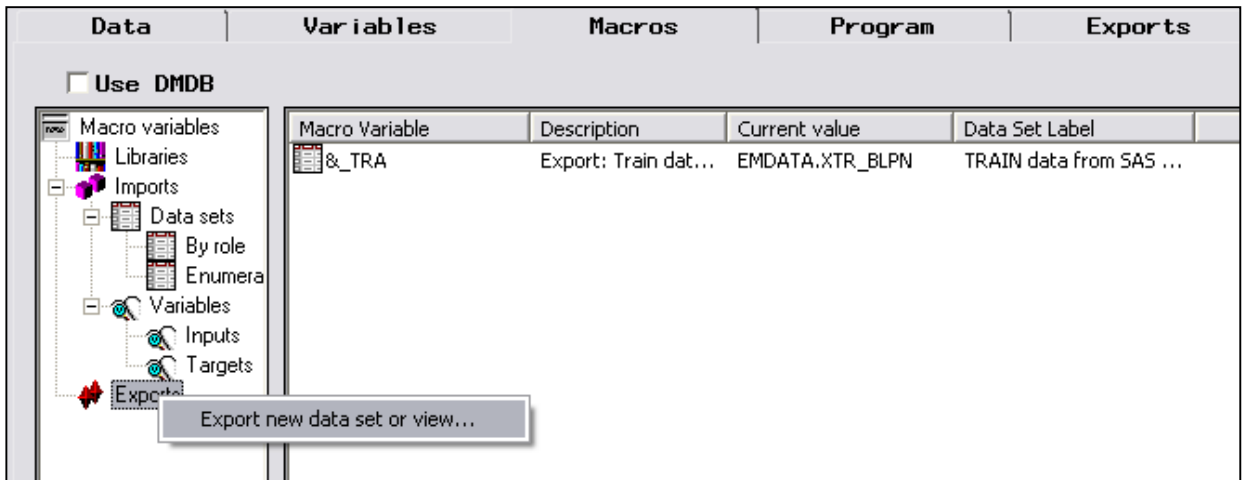 Data Variables Macros Program Exports
Use DMDB
Macro variables
Libraries
Imports
Data sets
By role
Enumera
Variables
Inputs
Targets
Exports
Export new data set or view...
Macro Variable Description Current value Data Set Label
&_TRA Export: Train dat... EMDATA.XTR_BLPN TRAIN data from SAS ...